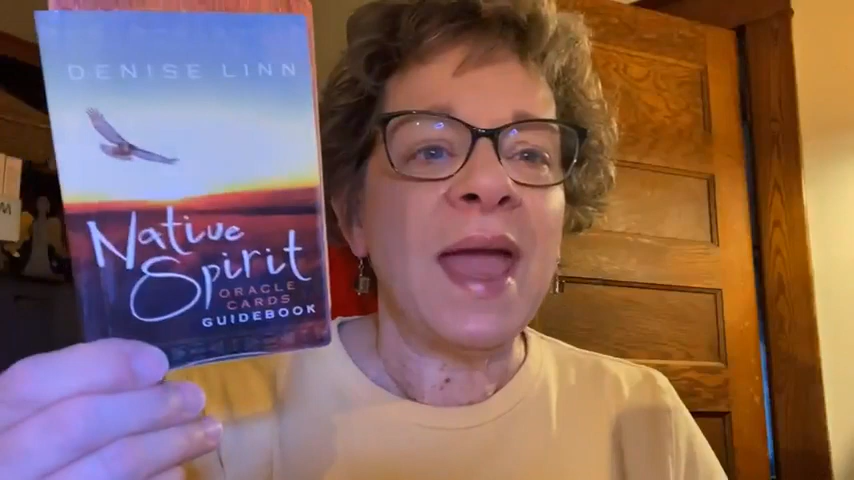 DENISE LINN
Native
Spirit
ORACLE
CARDS
GUIDEBOOK